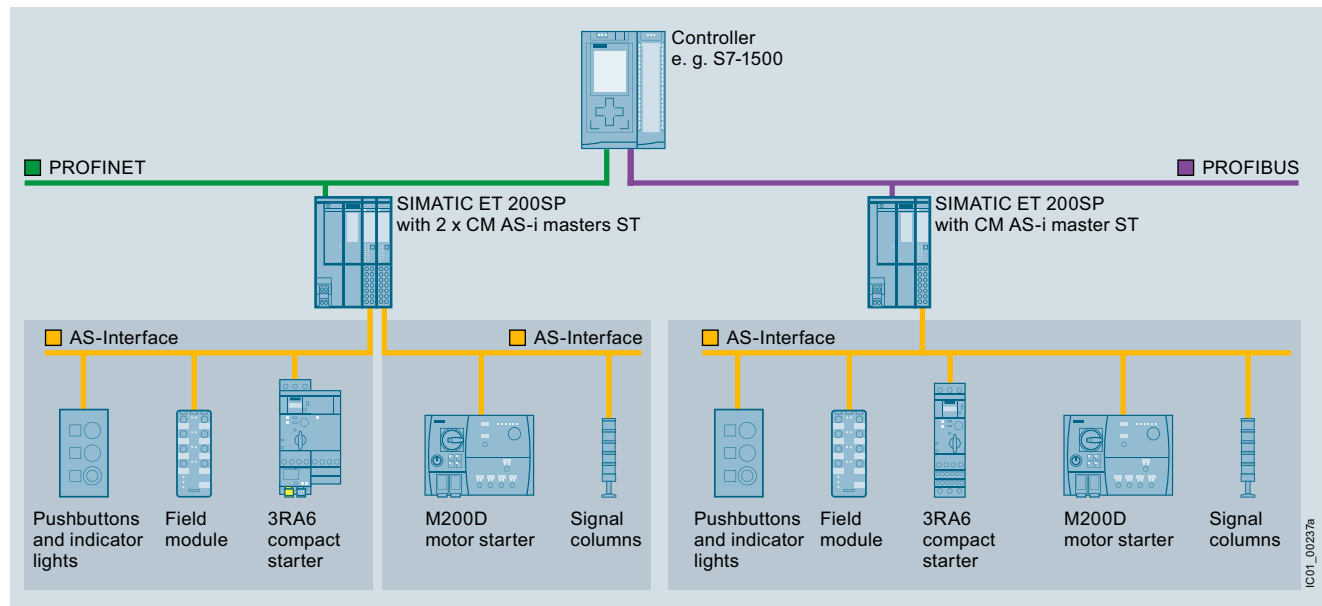 Controller
e. g. S7-1500
PROFINET
PROFIBUS
SIMATIC ET 200SP
with 2 x CM AS-i masters ST
SIMATIC ET 200SP
with CM AS-i master ST
AS-Interface
AS-Interface
AS-Interface
Pushbuttons
and indicator
lights
Field
module
3RA6
compact
starter
M200D
motor starter
Signal
columns
Pushbuttons
and indicator
lights
Field
module
3RA6
compact
starter
M200D
motor starter
Signal
columns
IC01_00237a